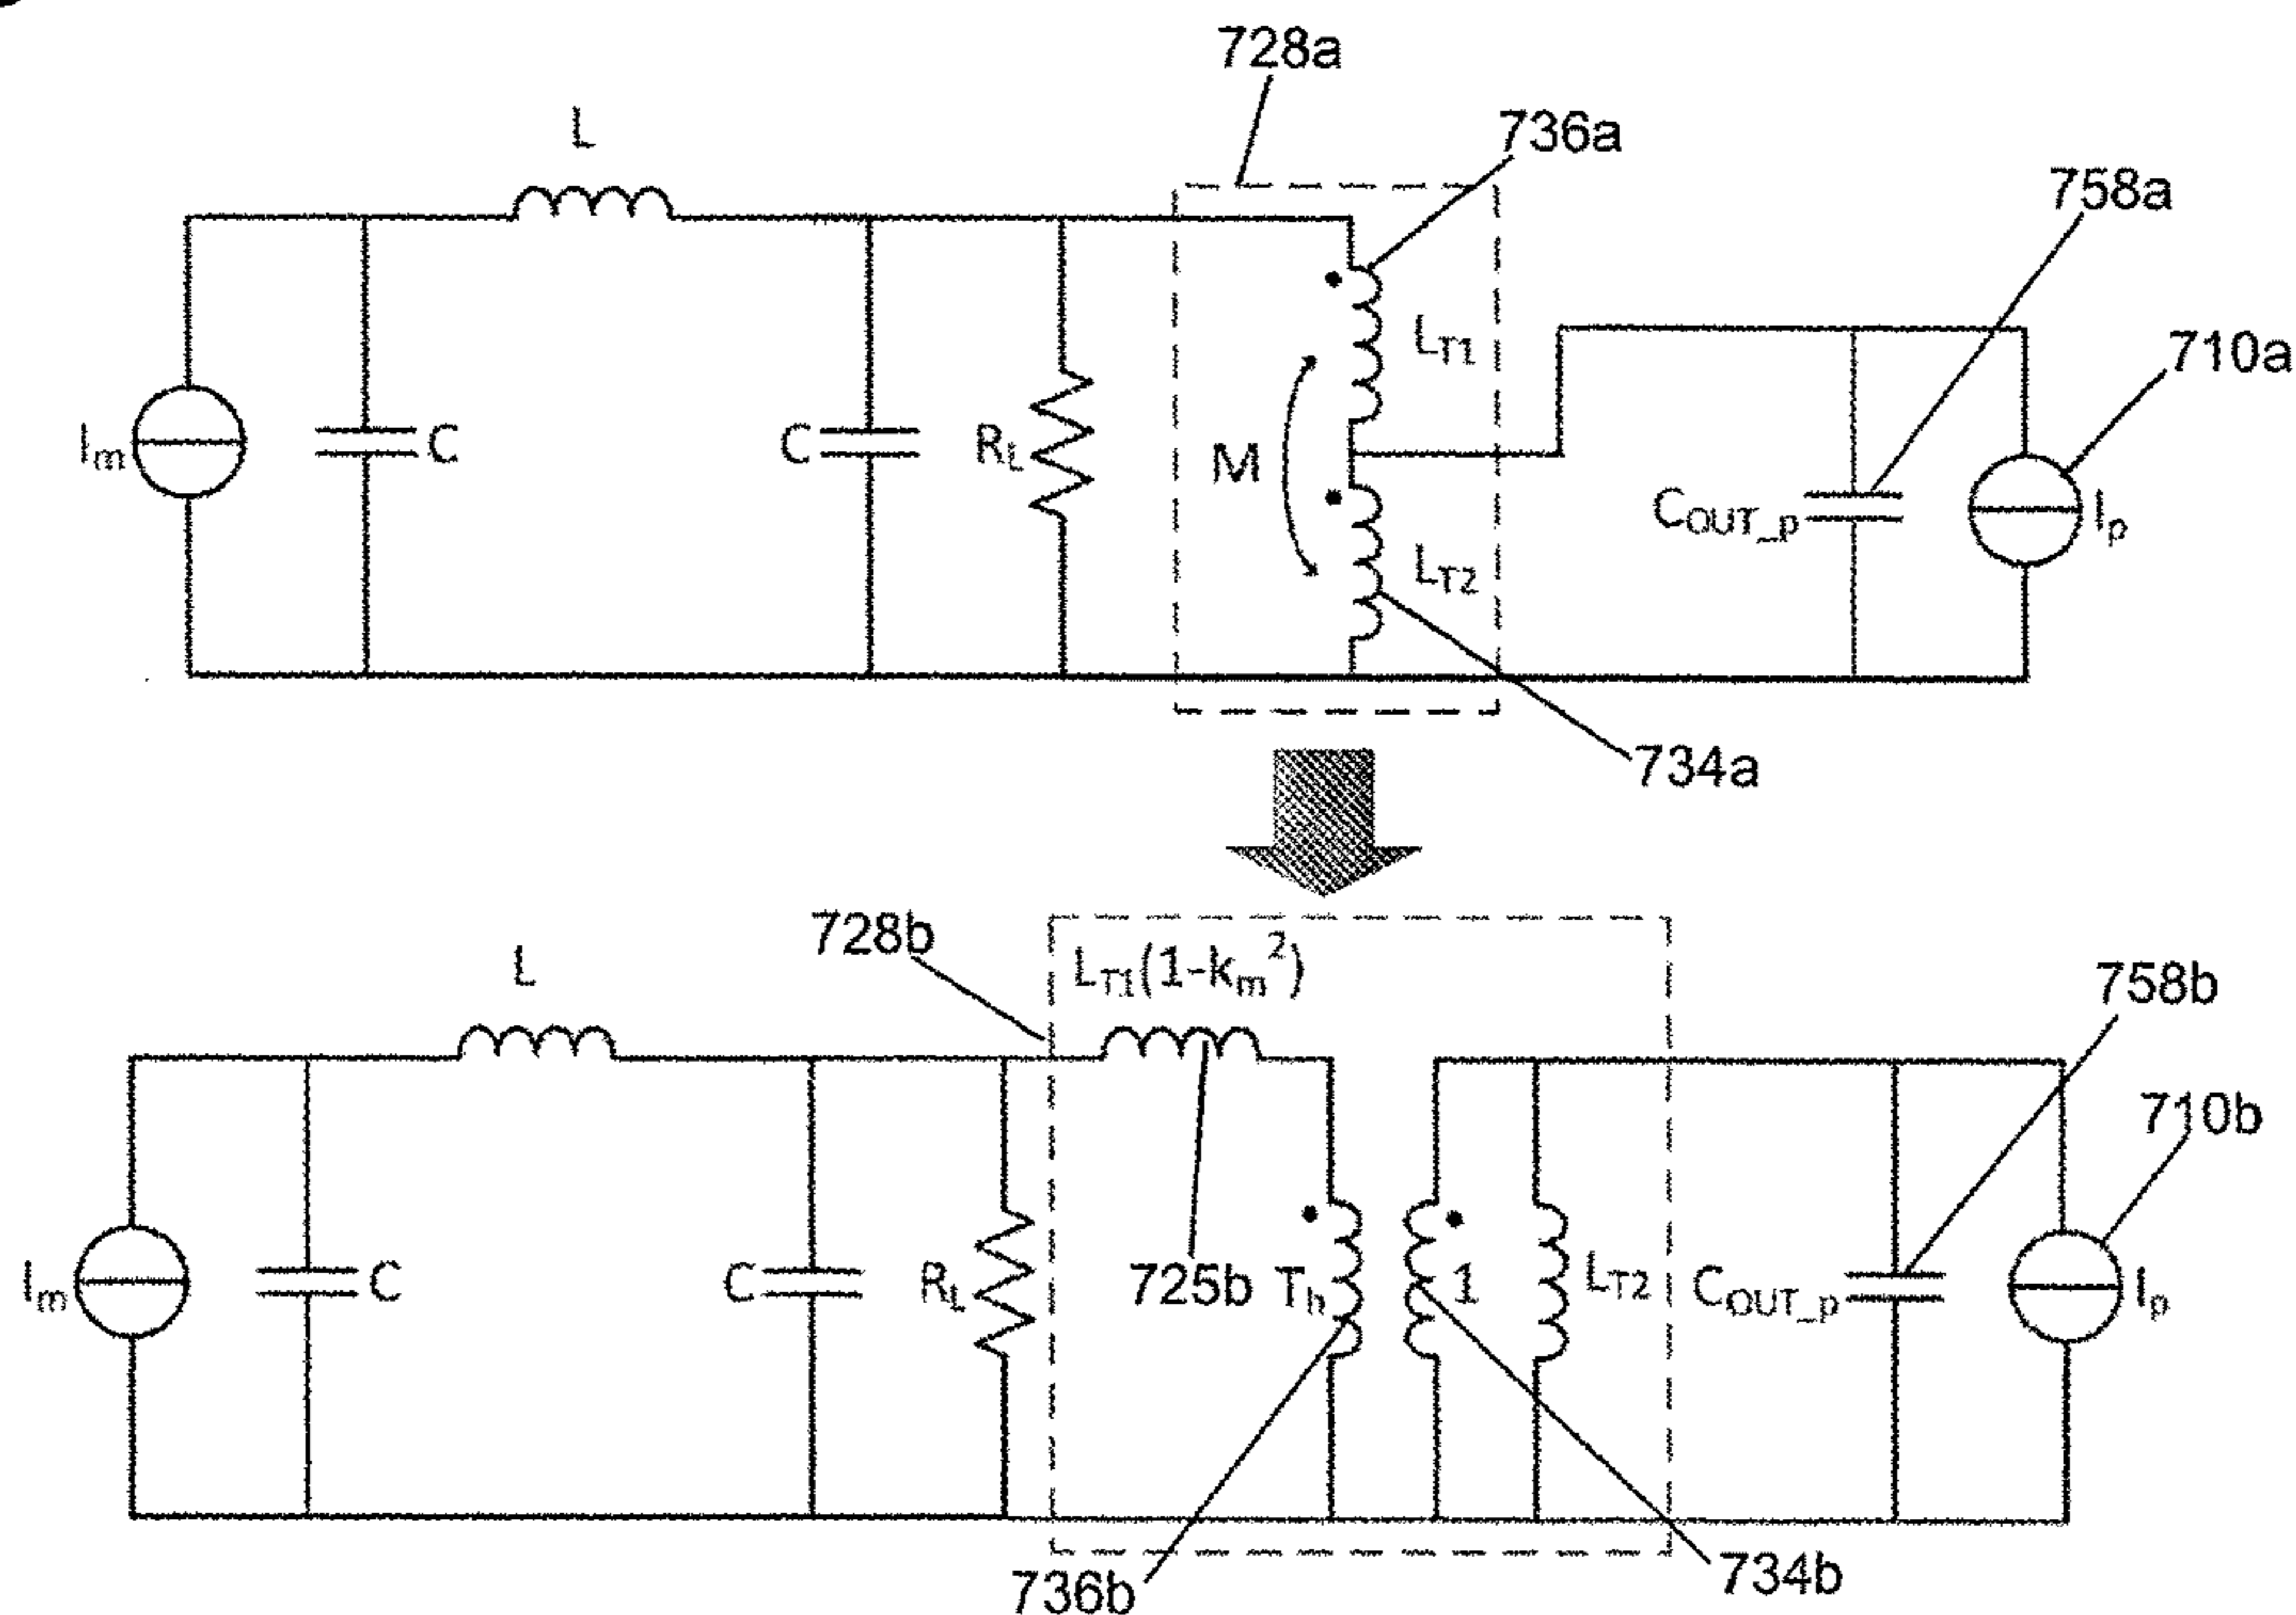 728a
L
736a
758a
710a
LT1
Im
C
C
RL
M
COUT_p
Ip
LT2
734a
728b
L
LT1(1-km²)
758b
710b
Im
C
C
RL
725b
Th
1
LT2
COUT_p
Ip
736b
734b